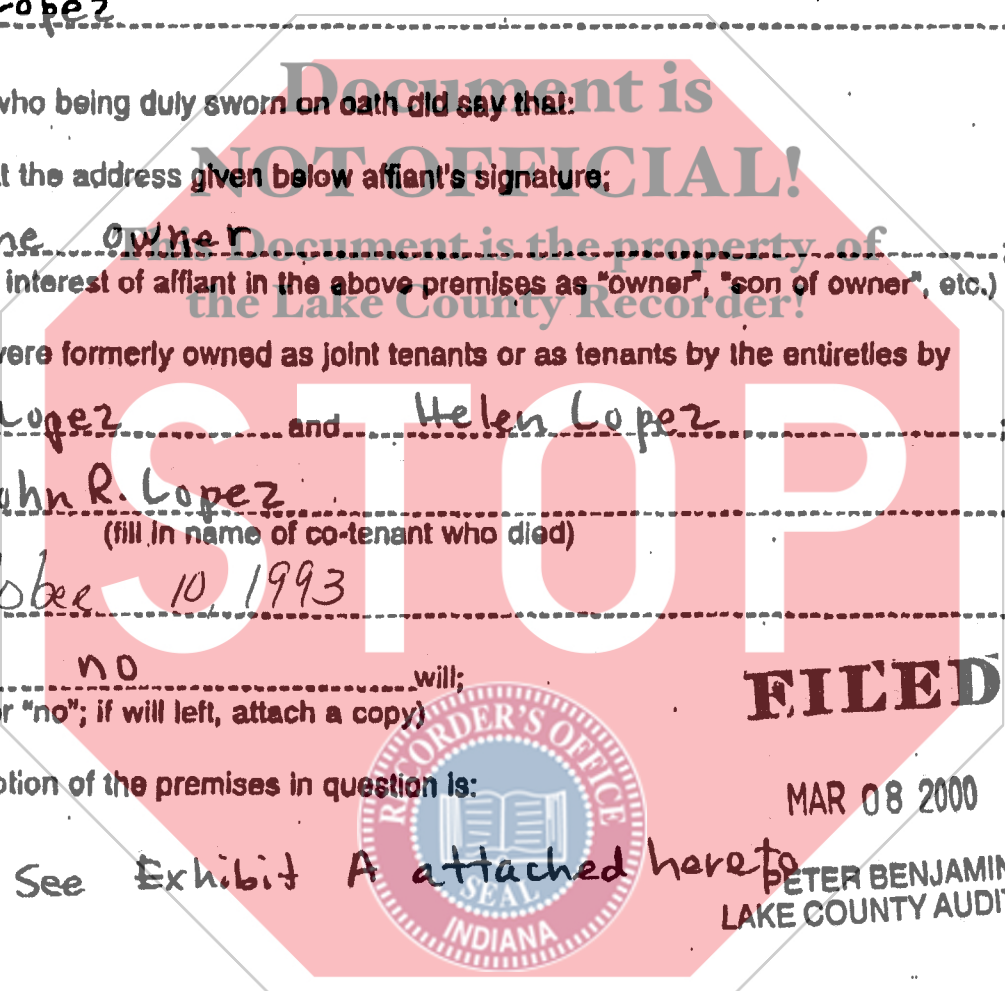 Lopez
Document is
who being duly sworn on oath did say that:
NOT OFFICIAL!
t the address given below affiant's signature;
ne owner
This Document is the property of
interest of affiant in the above premises as "owner", "son of owner", etc.)
the Lake County Recorder!
were formerly owned as joint tenants or as tenants by the entireties by
Lopez and Helen Lopez
ohn R. Lopez
(fill in name of co-tenant who died)
STOP
ober 10, 1993
no will;
FILED
r "no"; if will left, attach a copy)
RECORDER'S OFFICE
ption of the premises in question is:
MAR 08 2000
See Exhibit A attached hereto
PETER BENJAMIN
SEAL
LAKE COUNTY AUDIT
INDIANA